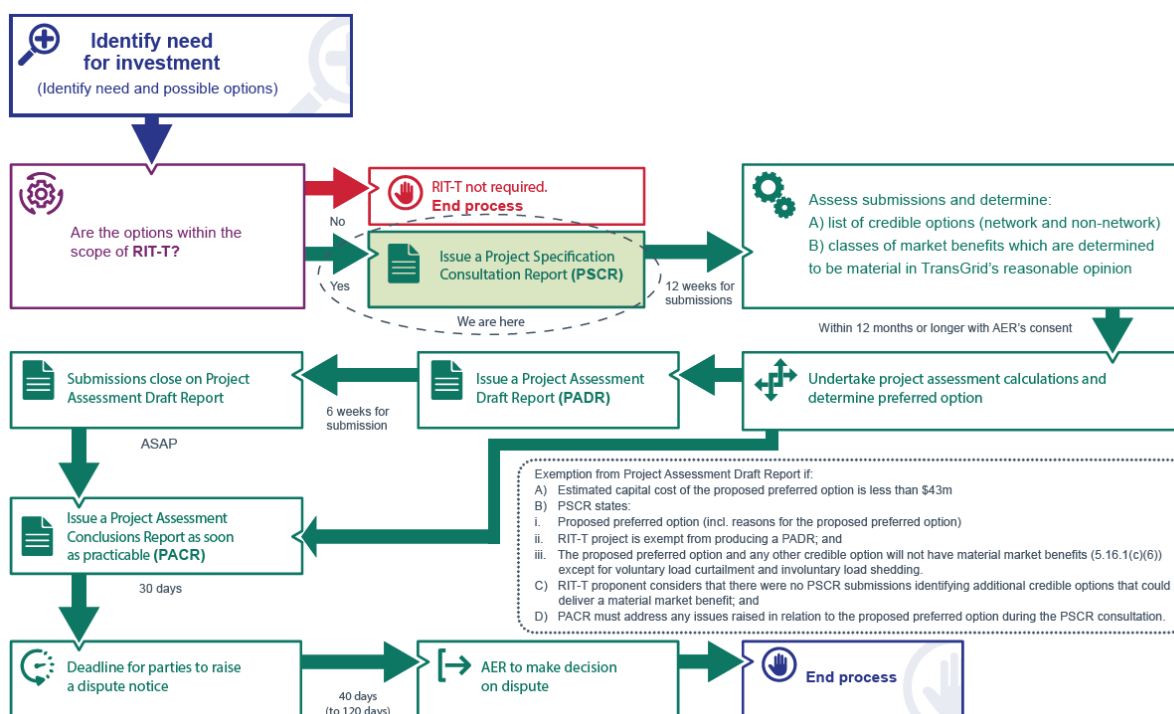 Identify need
for investment
(Identify need and possible options)
Are the options within the
scope of RIT-T?
No
Yes
RIT-T not required.
End process
Issue a Project Specification
Consultation Report (PSCR)
We are here
12 weeks for
submissions
Assess submissions and determine:
A) list of credible options (network and non-network)
B) classes of market benefits which are determined
to be material in TransGrid's reasonable opinion
Within 12 months or longer with AER's consent
Undertake project assessment calculations and
determine preferred option
Issue a Project Assessment
Draft Report (PADR)
6 weeks for
submission
Submissions close on Project
Assessment Draft Report
ASAP
Exemption from Project Assessment Draft Report if:
A) Estimated capital cost of the proposed preferred option is less than $43m
B) PSCR states:
i. Proposed preferred option (incl. reasons for the proposed preferred option)
ii. RIT-T project is exempt from producing a PADR; and
iii. The proposed preferred option and any other credible option will not have material market benefits (5.16.1(c)(6))
except for voluntary load curtailment and involuntary load shedding.
C) RIT-T proponent considers that there were no PSCR submissions identifying additional credible options that could
deliver a material market benefit; and
D) PACR must address any issues raised in relation to the proposed preferred option during the PSCR consultation.
Issue a Project Assessment
Conclusions Report as soon
as practicable (PACR)
30 days
Deadline for parties to raise
a dispute notice
40 days
(to 120 days)
AER to make decision
on dispute
End process